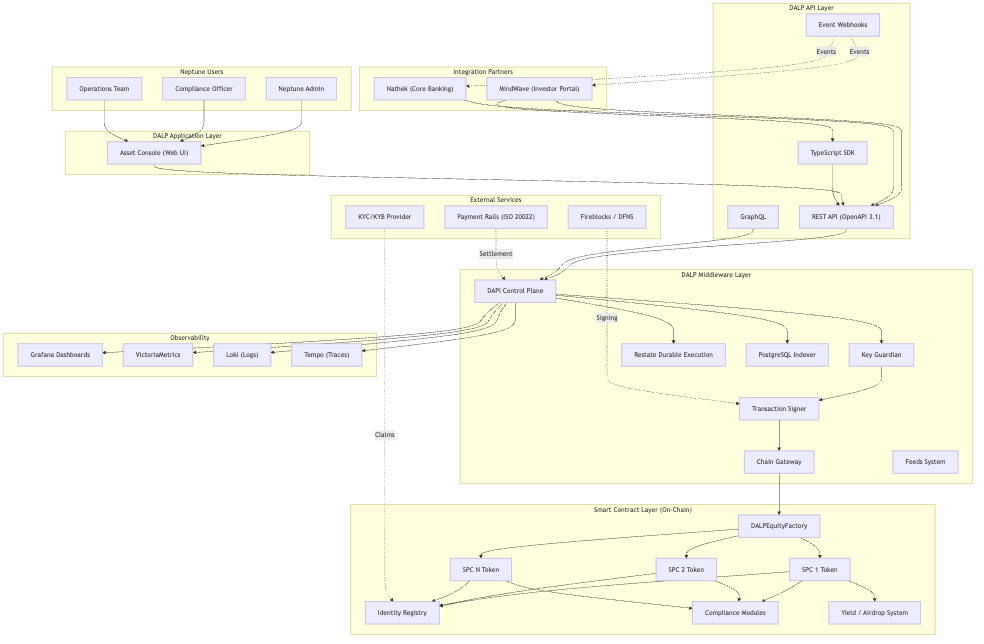 DALP API Layer
Event Webhooks
Events
Events
Neptune Users
Operations Team
Compliance Officer
Neptune Admin
Integration Partners
Nathek (Core Banking)
MindWave (Investor Portal)
DALP Application Layer
Asset Console (Web UI)
TypeScript SDK
External Services
KYC/KYB Provider
Payment Rails (ISO 20022)
Fireblocks / DFNS
GraphQL
REST API (OpenAPI 3.1)
Settlement
DALP Middleware Layer
DAPI Control Plane
Signing
Observability
Grafana Dashboards
VictoriaMetrics
Loki (Logs)
Tempo (Traces)
Restate Durable Execution
PostgreSQL Indexer
Key Guardian
Transaction Signer
Claims
Chain Gateway
Feeds System
Smart Contract Layer (On-Chain)
DALPEquityFactory
SPC N Token
SPC 2 Token
SPC 1 Token
Identity Registry
Compliance Modules
Yield / Airdrop System